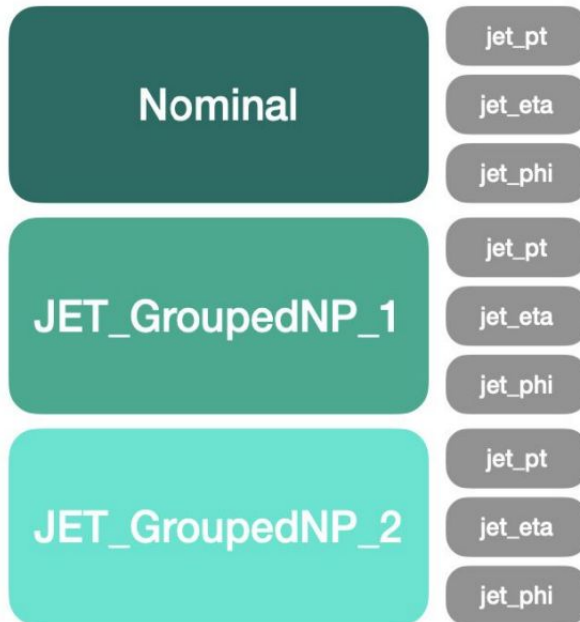 Nominal
jet_pt
jet_eta
jet_phi
JET_GroupedNP_1
jet_pt
jet_eta
jet_phi
JET_GroupedNP_2
jet_pt
jet_eta
jet_phi